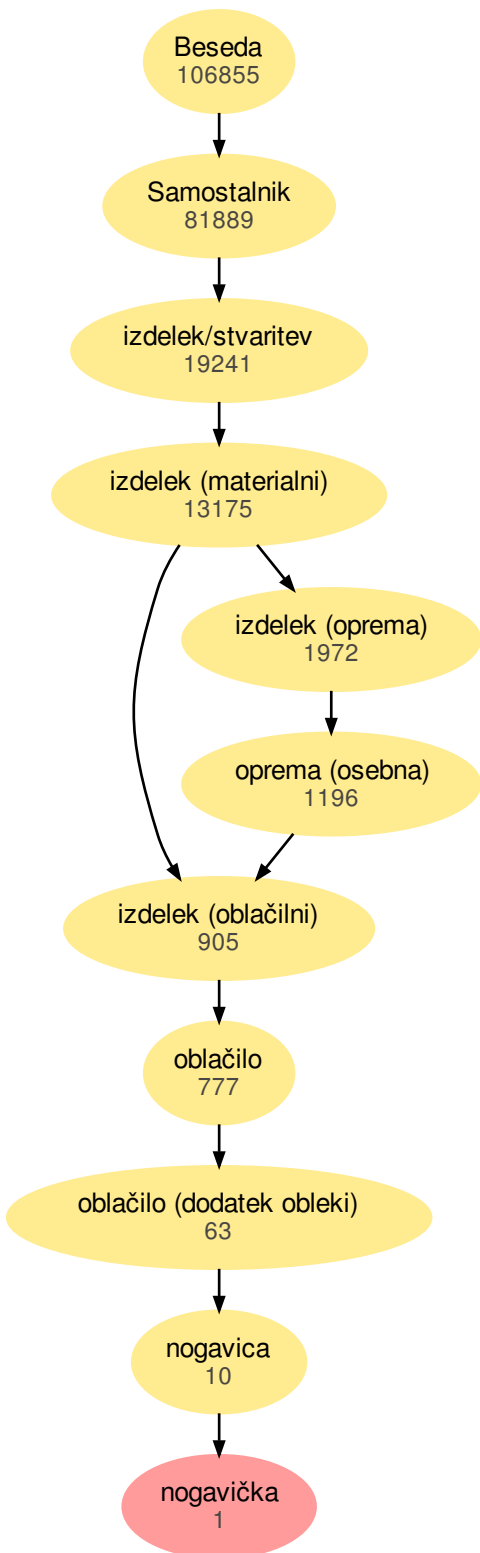 Beseda
106855
Samostalnik
81889
izdelek/stvaritev
19241
izdelek (materialni)
13175
izdelek (oprema)
1972
oprema (osebna)
1196
izdelek (oblačilni)
905
oblačilo
777
oblačilo (dodatek obleki)
63
nogavica
10
nogavička
1